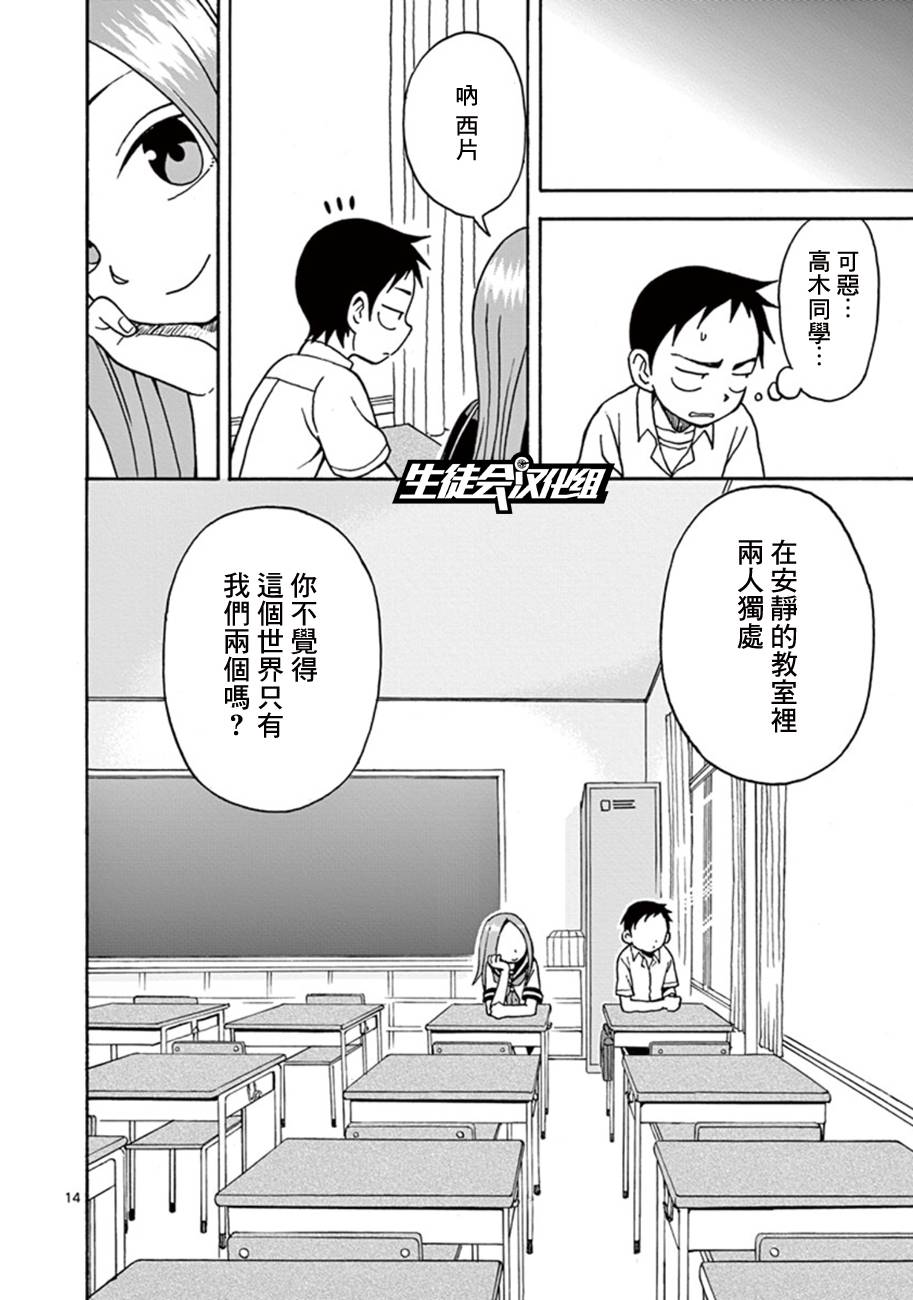 可惡…
高木同學…
吶 西片
生徒会汉化组
在安靜的教室裡
兩人獨處
你不覺得
這個世界只有
我們兩個嗎？
14